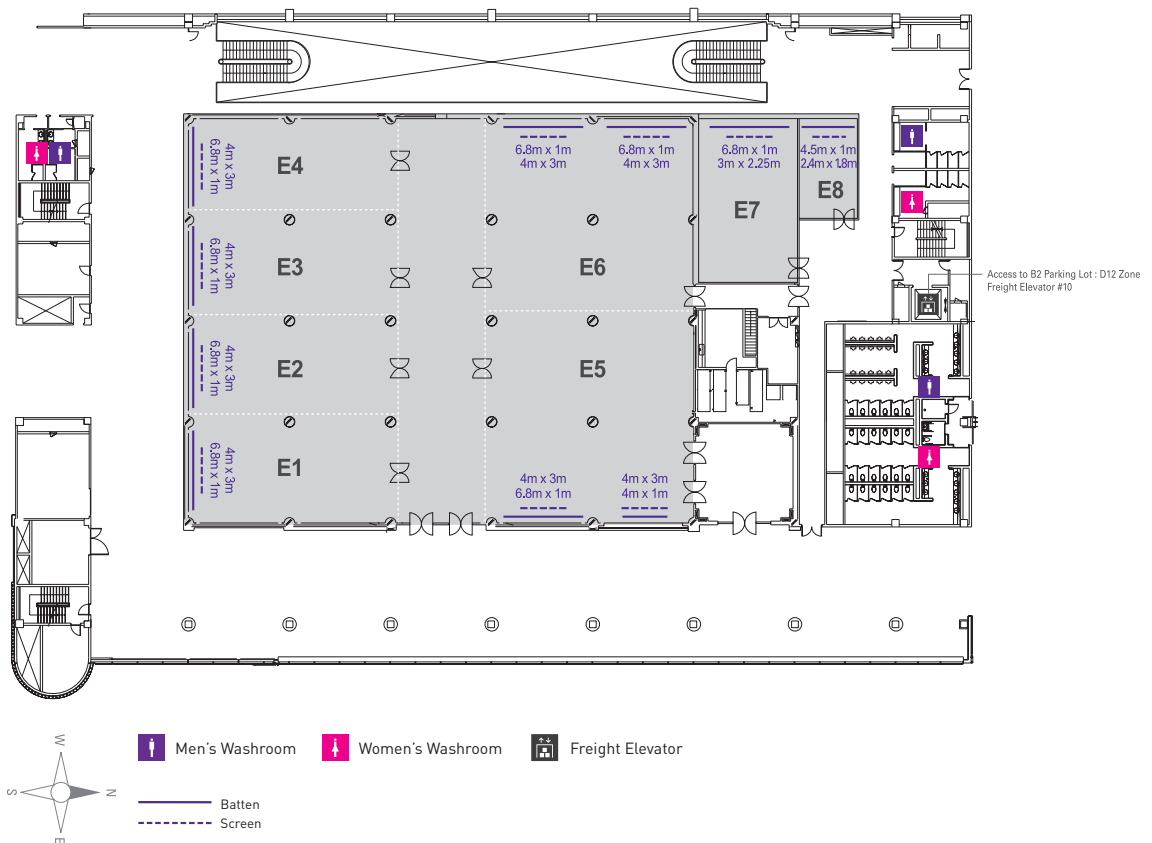 6.8m x 1m
4m x 3m
6.8m x 1m
4m x 3m
6.8m x 1m
3m x 2.25m
4.5m x 1m
2.4m x 1.8m
4m x 3m
6.8m x 1m
E4
E8
E7
4m x 3m
6.8m x 1m
E3
E6
Access to B2 Parking Lot : D12 Zone
Freight Elevator #10
4m x 3m
6.8m x 1m
E2
E5
4m x 3m
6.8m x 1m
E1
4m x 3m
6.8m x 1m
4m x 3m
4m x 1m
W
S
N
E
Men's Washroom
Women's Washroom
Freight Elevator
Batten
Screen